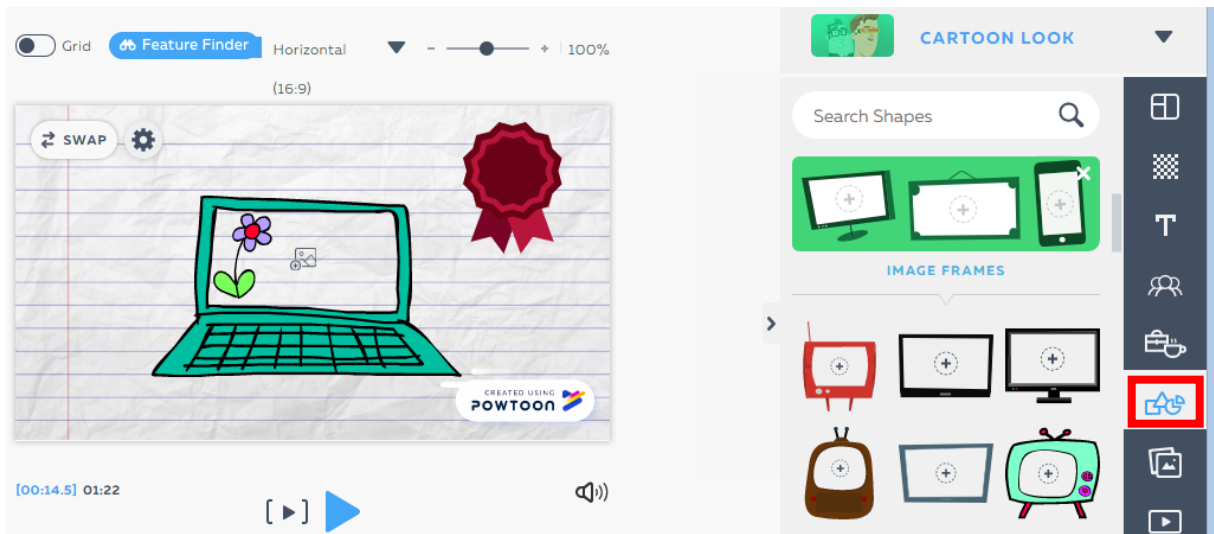 Grid
Feature Finder
Horizontal
- + 100%
(16:9)
CARTOON LOOK
Search Shapes
SWAP
IMAGE FRAMES
T
CREATED USING
POWTOON
[00:14.5] 01:22